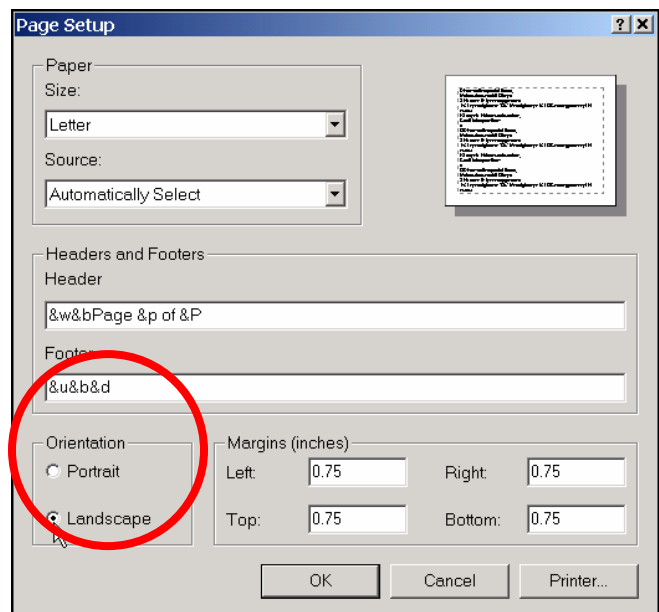 Page Setup
Paper
Size:
Letter
Source:
Automatically Select
Headers and Footers
Header
&w&bPage &p of &P
Footer
&u&b&d
Orientation
Portrait
Landscape
Margins (inches)
Left: 0.75 Right: 0.75
Top: 0.75 Bottom: 0.75
OK Cancel Printer...